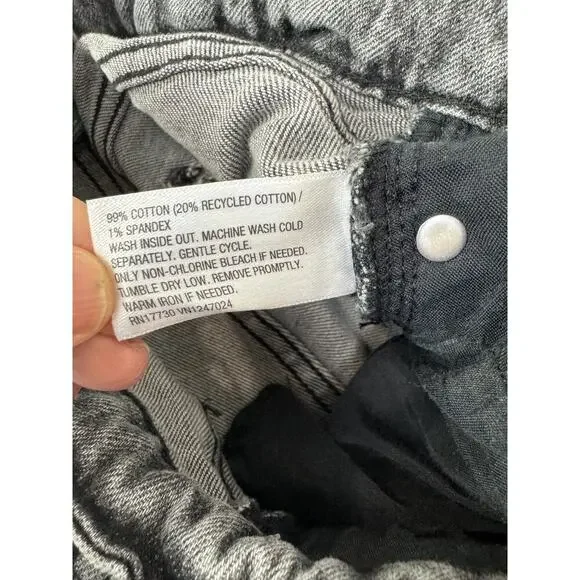 99% COTTON (20% RECYCLED COTTON) /
1% SPANDEX
WASH INSIDE OUT. MACHINE WASH COLD
SEPARATELY. GENTLE CYCLE.
ONLY NON-CHLORINE BLEACH IF NEEDED.
TUMBLE DRY LOW. REMOVE PROMPTLY.
WARM IRON IF NEEDED.
RN17730 VN1247024